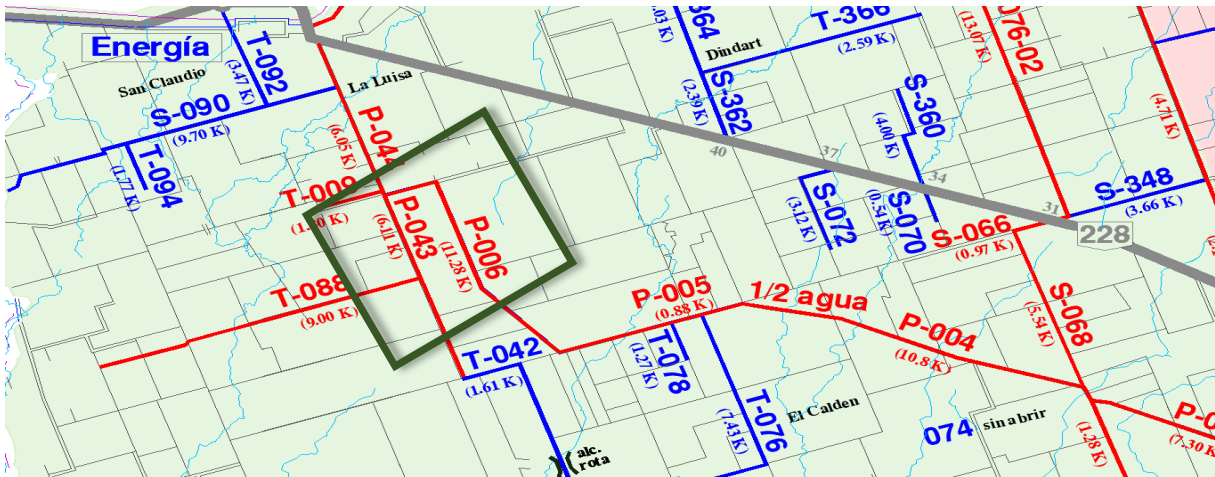 Energía
San Claudio
T-092
(3.47 K)
La Luisa
S-090
(9.70 K)
T-094
(1.77 K)
P-044
(6.05 K)
T-009
P-043
P-006
(11.28 K)
T-088
(9.00 K)
T-042
(1.61 K)
alc.
rota
364
Dindart
T-366
(2.59 K)
S-362
(2.39 K)
40
37
34
31
S-360
(4.00 K)
S-072
(3.12 K)
S-070
(0.54 K)
S-066
(0.97 K)
076-02
(13.07 K)
(4.71 K)
S-348
(3.66 K)
228
P-005
(0.88 K)
1/2 agua
P-004
(10.8 K)
S-068
(5.54 K)
T-078
(1.27 K)
T-076
(7.43 K)
El Calden
074
sin abrir
(1.28 K)
P-0
(7.30 K